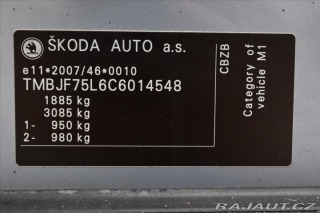 ŠKODA AUTO a.s.
e11*2007/46*0010
TMBJF75L6C6014548
1885 kg
3085 kg
1- 950 kg
2- 980 kg
CBZB
Category of
vehicle M1
RAJAUT.CZ